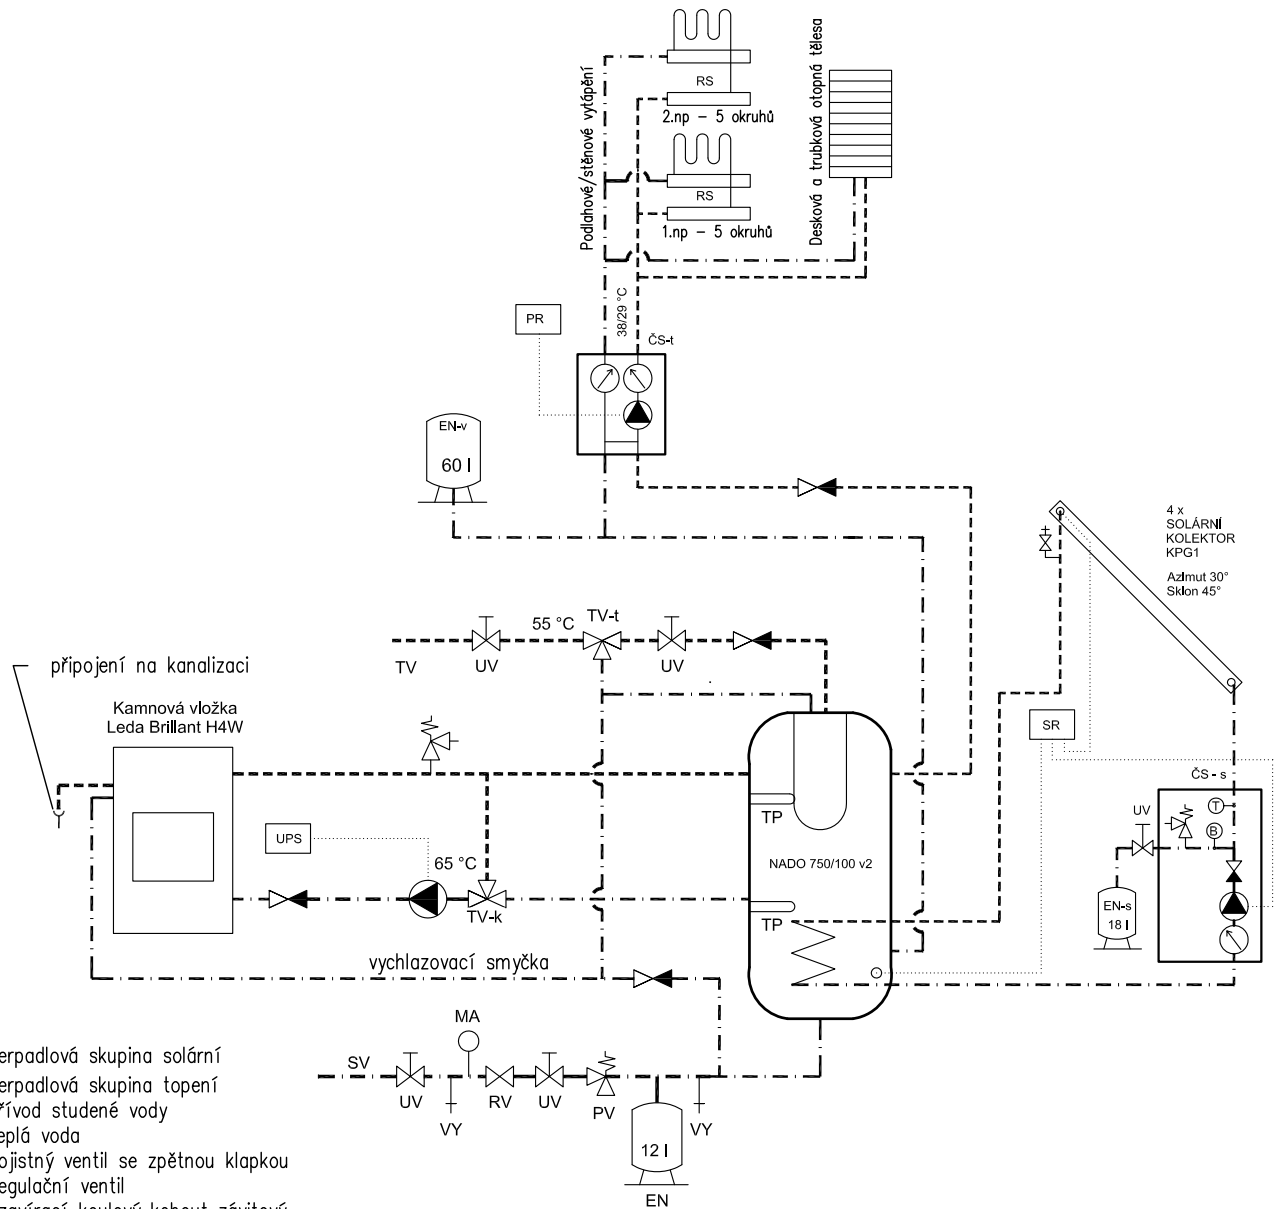 Podlahové/stěnové vytápění
RS
2.np – 5 okruhů
RS
1.np – 5 okruhů
Desková a trubková otopná tělesa
38/29 °C
PR
ČS-t
EN-v
60 l
4 x
SOLÁRNÍ
KOLEKTOR
KPG1
Azimut 30°
Sklon 45°
55 °C
TV-t
TV
UV
UV
připojení na kanalizaci
Kamnová vložka
Leda Brillant H4W
SR
ČS - s
UV
T
B
TP
UPS
65 °C
NADO 750/100 v2
TV-k
TP
EN-s
18 l
vychlazovací smyčka
MA
SV
UV
VY
RV
UV
PV
VY
12 l
EN
erpadlová skupina solární
erpadlová skupina topení
řívod studené vody
eplá voda
ojistný ventil se zpětnou klapkou
egulační ventil
zavírací kulový kohout závitový